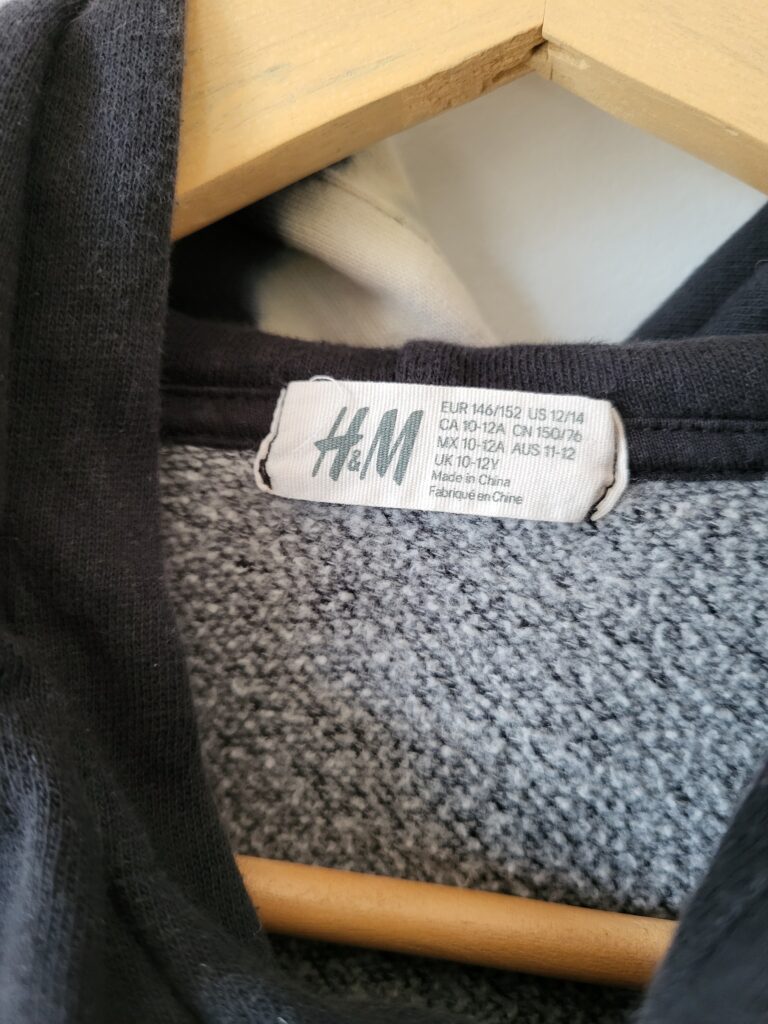 H&M
EUR 146/152 US 12/14
CA 10-12A CN 150/76
MX 10-12A AUS 11-12
UK 10-12Y
Made in China
Fabriqué en Chine